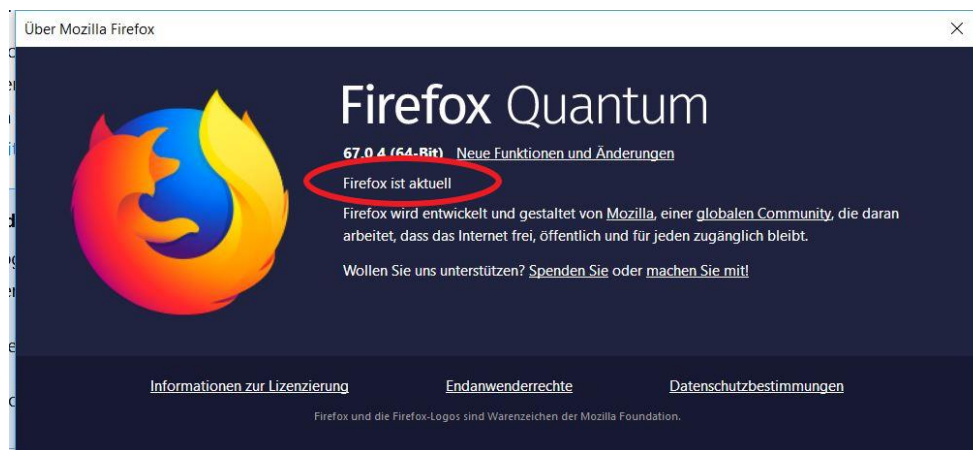 Über Mozilla Firefox
Firefox Quantum
67.0.4 (64-Bit) Neue Funktionen und Änderungen
Firefox ist aktuell
Firefox wird entwickelt und gestaltet von Mozilla, einer globalen Community, die daran
arbeitet, dass das Internet frei, öffentlich und für jeden zugänglich bleibt.
Wollen Sie uns unterstützen? Spenden Sie oder machen Sie mit!
Informationen zur Lizenzierung Endanwenderrechte Datenschutzbestimmungen
Firefox und die Firefox-Logos sind Warenzeichen der Mozilla Foundation.